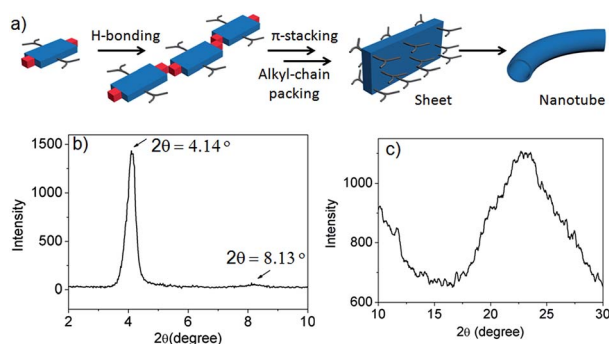 a)
H-bonding
π-stacking
Alkyl-chain
packing
Sheet
Nanotube
b)
2θ = 4.14 °
2θ = 8.13 °
1500
1000
500
0
Intensity
2 4 6 8 10
2θ(degree)
c)
1000
800
600
Intensity
10 15 20 25 30
2θ (degree)